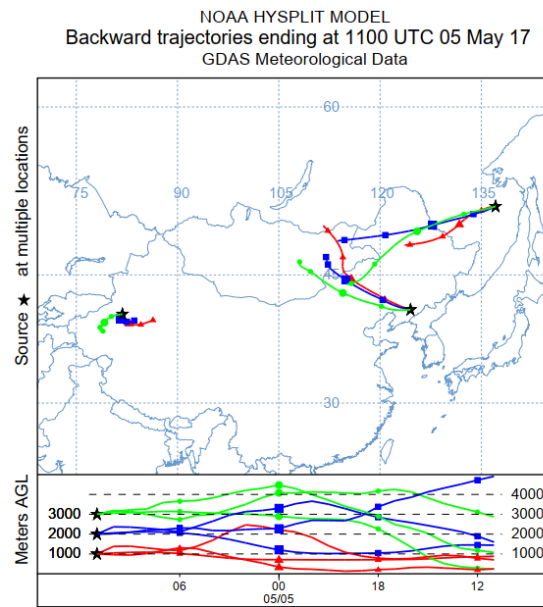 NOAA HYSPLIT MODEL
Backward trajectories ending at 1100 UTC 05 May 17
GDAS Meteorological Data
Source ★ at multiple locations
60
75 90 105 120 135
45
30
Meters AGL
4000
3000 3000
2000 2000
1000 1000
06 00 18 12
05/05